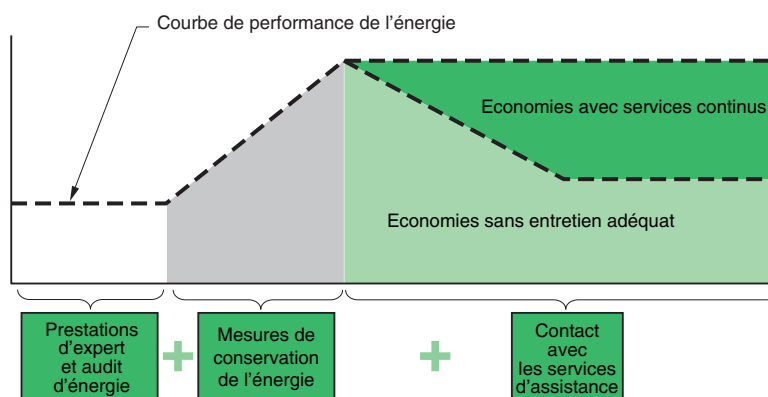 Courbe de performance de l’énergie
Economies avec services continus
Economies sans entretien adéquat
Prestations
d’expert
et audit
d’énergie
+
Mesures de
conservation
de l’énergie
+
Contact
avec
les services
d’assistance